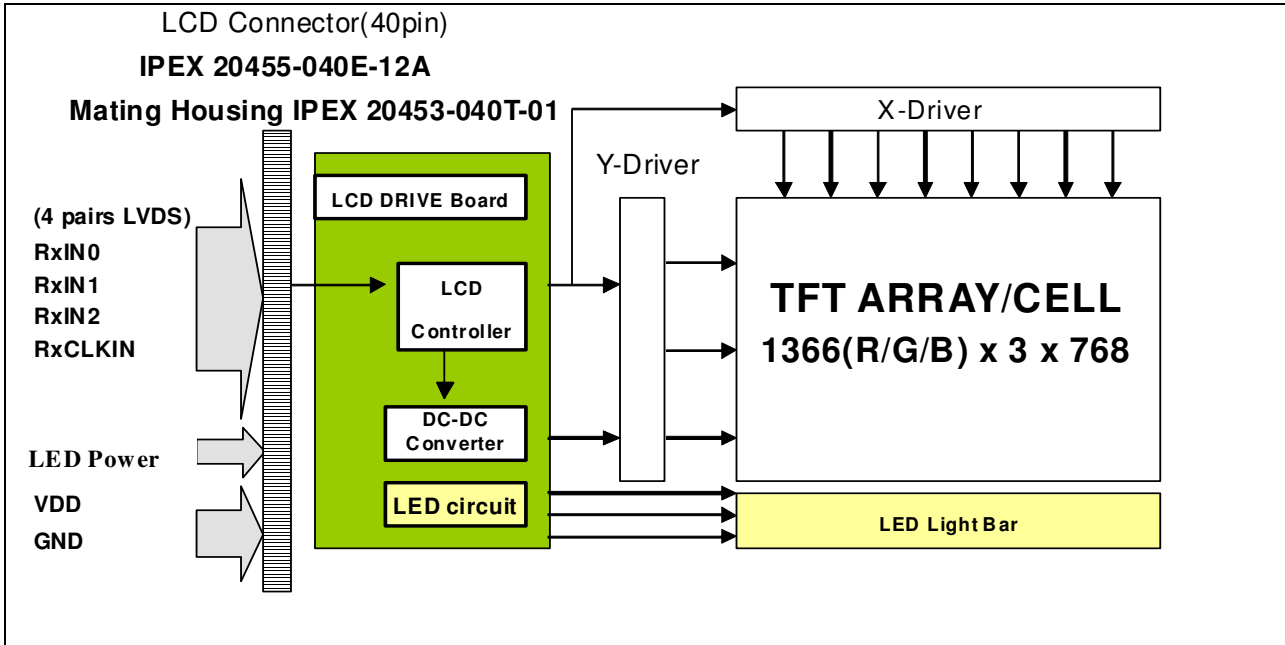 LCD Connector(40pin)
IPEX 20455-040E-12A
Mating Housing IPEX 20453-040T-01
X-Driver
Y-Driver
LCD DRIVE Board
(4 pairs LVDS)
RxIN0
RxIN1
RxIN2
RxCLKIN
LCD
Controller
TFT ARRAY/CELL
1366(R/G/B) x 3 x 768
DC-DC
Converter
LED Power
VDD
GND
LED circuit
LED Light Bar